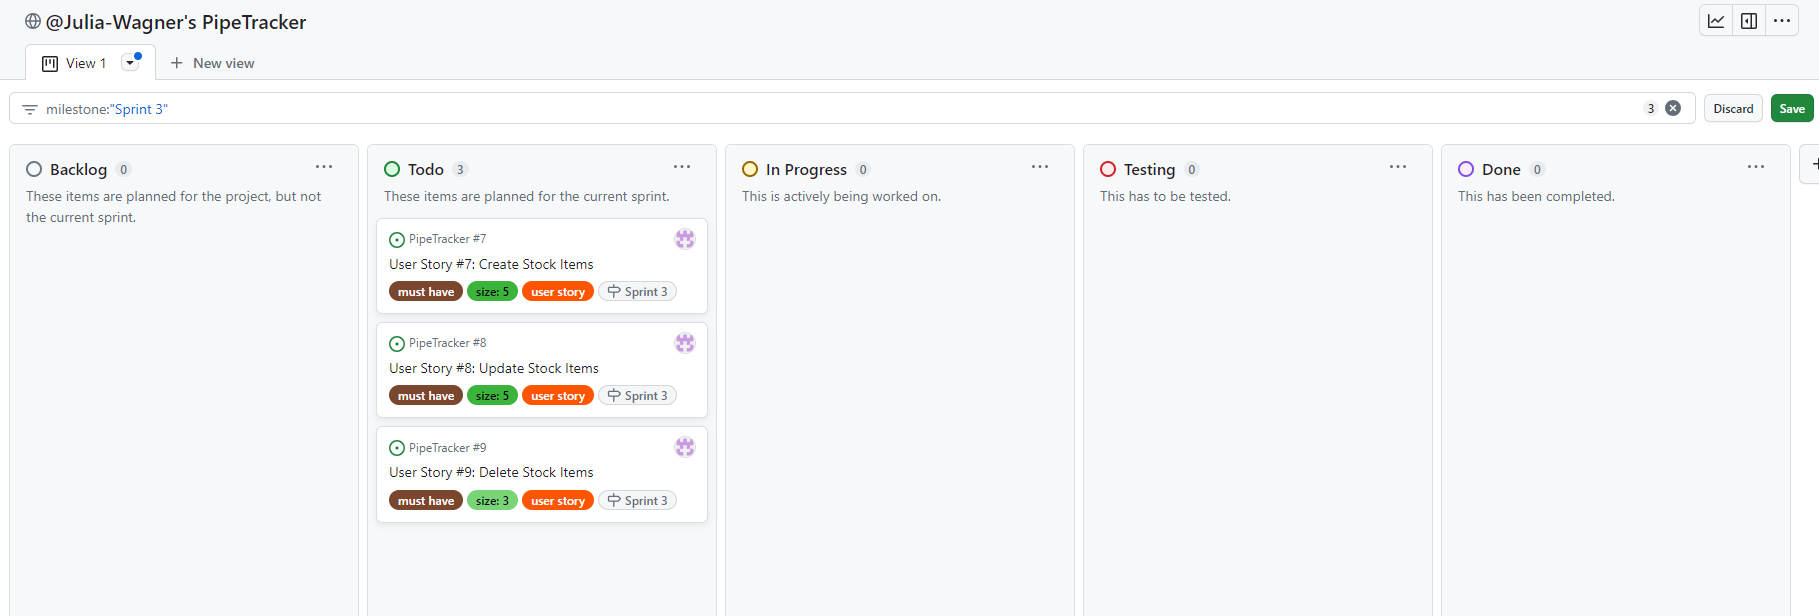 @Julia-Wagner's PipeTracker
View 1
New view
milestone:"Sprint 3"
3
Discard
Save
Backlog 0
These items are planned for the project, but not
the current sprint.
Todo 3
These items are planned for the current sprint.
PipeTracker #7
User Story #7: Create Stock Items
must have size: 5 user story Sprint 3
PipeTracker #8
User Story #8: Update Stock Items
must have size: 5 user story Sprint 3
PipeTracker #9
User Story #9: Delete Stock Items
must have size: 3 user story Sprint 3
In Progress 0
This is actively being worked on.
Testing 0
This has to be tested.
Done 0
This has been completed.